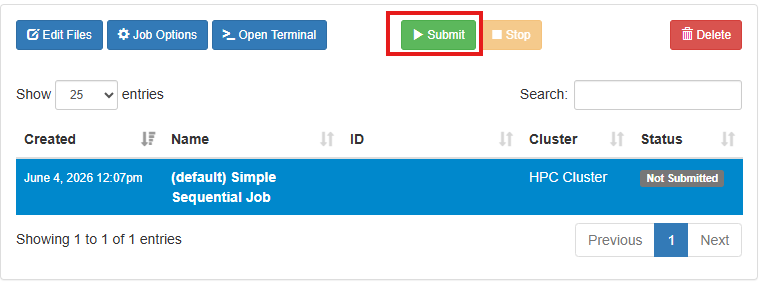 Edit Files Job Options Open Terminal Submit Stop Delete
Show 25 entries Search:
Created Name ID Cluster Status
June 4, 2026 12:07pm (default) Simple HPC Cluster Not Submitted
Sequential Job
Showing 1 to 1 of 1 entries Previous 1 Next